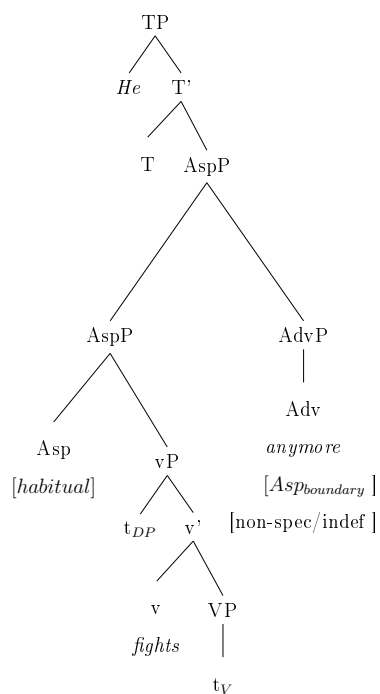 TP
He T'
T AspP
AspP AdvP
Asp Adv
[habitual] anymore
vP [Asp_boundary ]
t_DP v' [non-spec/indef ]
v VP
fights
t_V